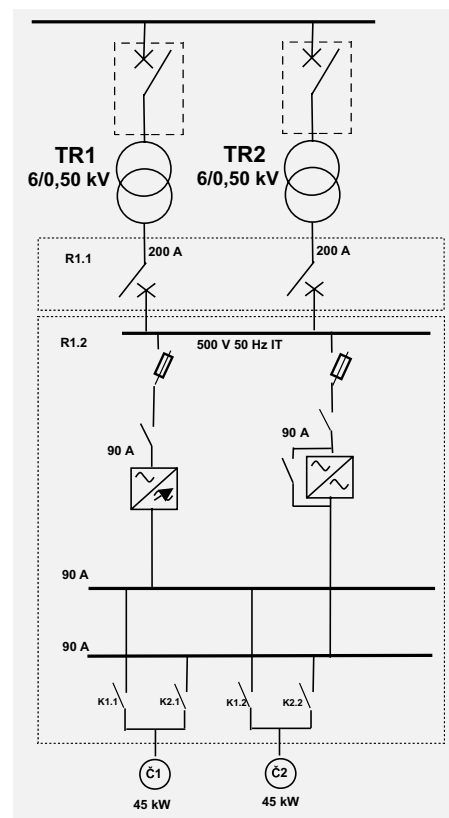 TR1
6/0,50 kV
TR2
6/0,50 kV
R1.1
200 A
200 A
R1.2
500 V 50 Hz IT
90 A
90 A
90 A
90 A
K1.1
K2.1
K1.2
K2.2
Č1
Č2
45 kW
45 kW